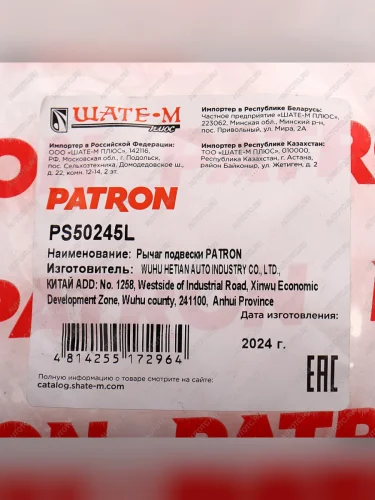 ШАТЕ-М
ПЛЮС
Импортер в Российской Федерации:
ООО «ШАТЕ-М ПЛЮС», 142116,
РФ, Московская обл., г. Подольск,
пос. Сельхозтехника, Домодедовское ш.,
д. 22, комн. 12-14, 2 эт.
Импортер в Республике Беларусь:
Частное предприятие «ШАТЕ-М ПЛЮС»,
223062, Минская обл., Минский р-н,
пос. Привольный, ул. Мира, 2А
Импортер в Республике Казахстан:
ТОО «ШАТЕ-М ПЛЮС», 010000,
Республика Казахстан, г. Астана,
район Байконыр, ул. Жетиген, д. 2
PATRON
PS50245L
Наименование: Рычаг подвески PATRON
Изготовитель: WUHU HETIAN AUTO INDUSTRY CO., LTD.,
КИТАЙ ADD: No. 1258, Westside of Industrial Road, Xinwu Economic
Development Zone, Wuhu county, 241100, Anhui Province
Дата изготовления:
2024 г.
4 814255 172964
EAC
Полную информацию о товаре смотрите на сайте
catalog.shate-m.com